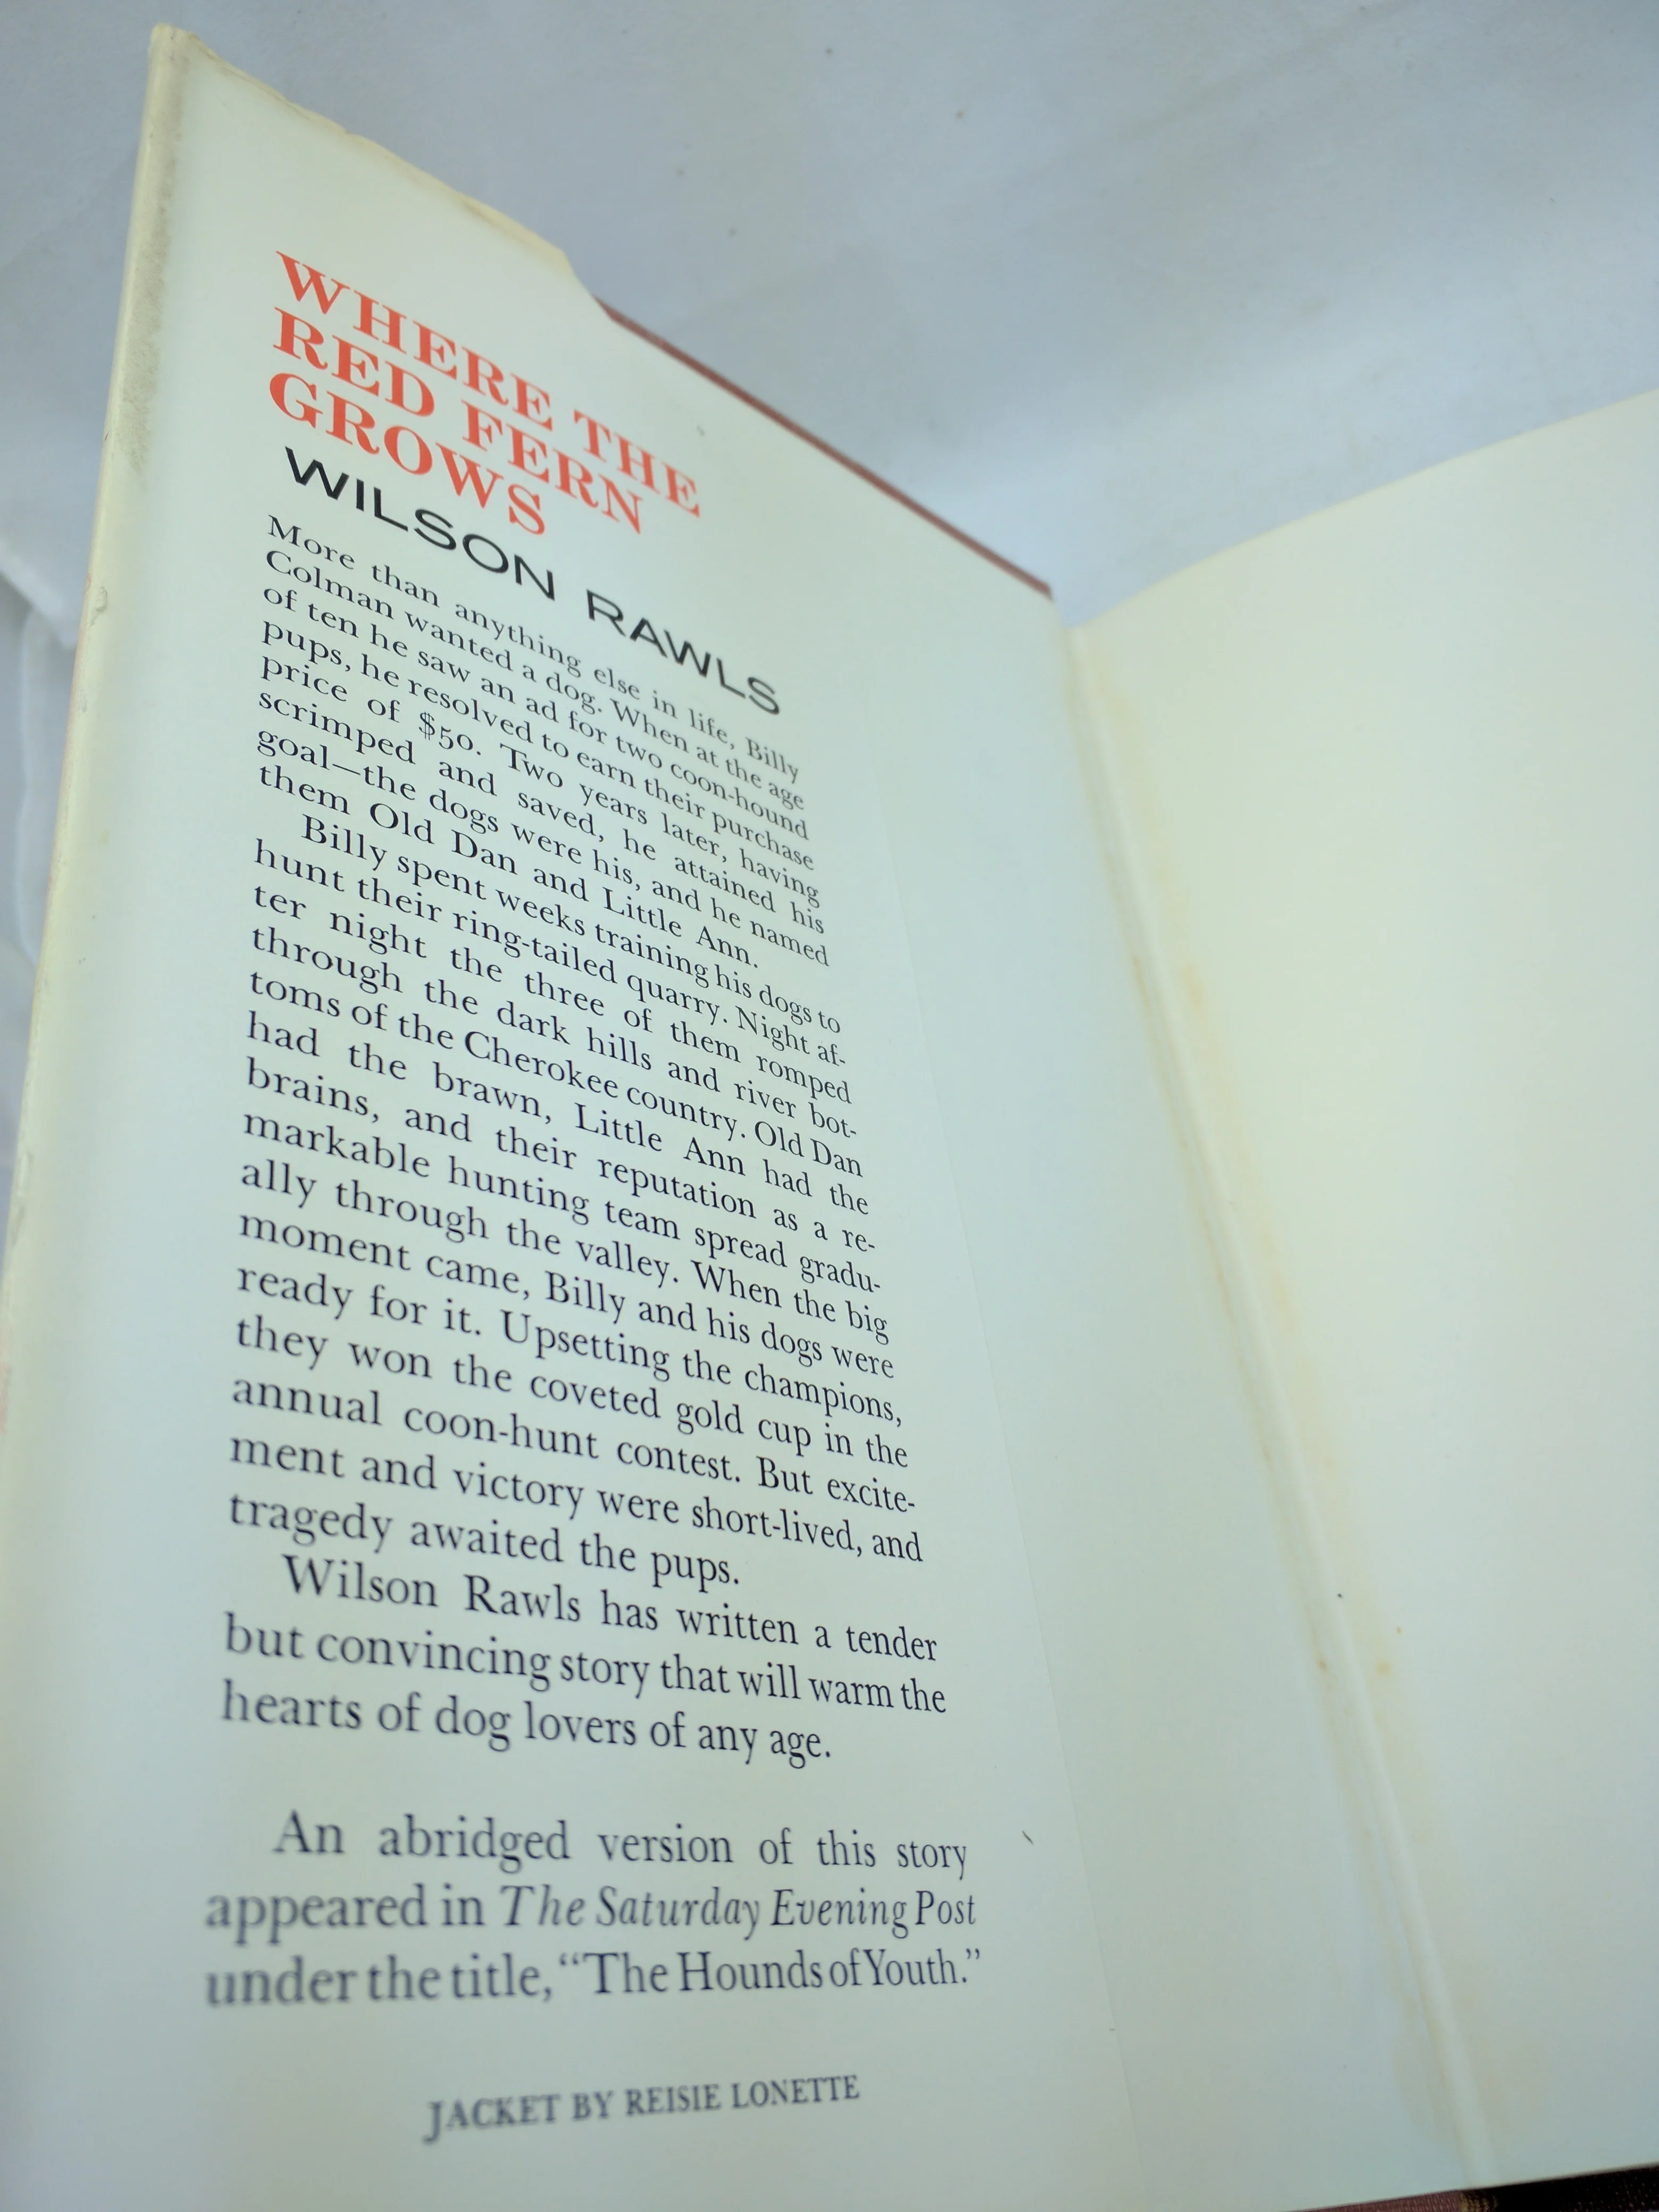 WHERE THE
RED FERN
GROWS
WILSON RAWLS
More than anything else in life, Billy
Colman wanted a dog. When at the age
of ten he saw an ad for two coon-hound
pups, he resolved to earn their purchase
price of $50. Two years later, having
scrimped and saved, he attained his
goal—the dogs were his, and he named
them Old Dan and Little Ann.
Billy spent weeks training his dogs to
hunt their ring-tailed quarry. Night af-
ter night the three of them romped
through the dark hills and river bot-
toms of the Cherokee country. Old Dan
had the brawn, Little Ann had the
brains, and their reputation as a re-
markable hunting team spread gradu-
ally through the valley. When the big
moment came, Billy and his dogs were
ready for it. Upsetting the champions,
they won the coveted gold cup in the
annual coon-hunt contest. But excite-
ment and victory were short-lived, and
tragedy awaited the pups.
Wilson Rawls has written a tender
but convincing story that will warm the
hearts of dog lovers of any age.
An abridged version of this story
appeared in The Saturday Evening Post
under the title, “The Hounds of Youth.”
JACKET BY REISIE LONETTE